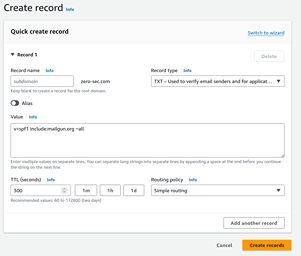 Create record Info
Quick create record
Switch to wizard
Record 1
Delete
Record name Info
subdomain
zero-sec.com
Keep blank to create a record for the root domain.
Record type Info
TXT – Used to verify email senders and for applicat...
Alias
Value Info
v=spf1 include:mailgun.org ~all
Enter multiple values on separate lines. You can separate long strings into separate lines by appending a space at the end before you continue
the string on the next line.
TTL (seconds) Info
300
1m
1h
1d
Recommended values: 60 to 172800 (two days)
Routing policy Info
Simple routing
Add another record
Cancel
Create records